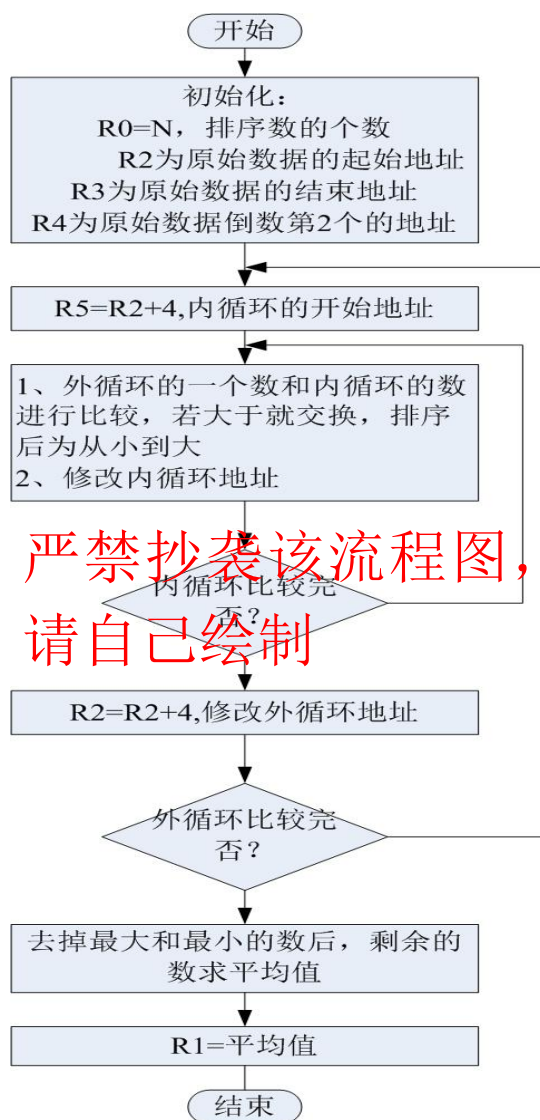 开始
初始化：
R0=N，排序数的个数
R2为原始数据的起始地址
R3为原始数据的结束地址
R4为原始数据倒数第2个的地址
R5=R2+4,内循环的开始地址
1、外循环的一个数和内循环的数
进行比较，若大于就交换，排序
后为从小到大
2、修改内循环地址
严禁抄袭该流程图，
内循环比较完
否？
请自己绘制
R2=R2+4,修改外循环地址
外循环比较完
否？
去掉最大和最小的数后，剩余的
数求平均值
R1=平均值
结束